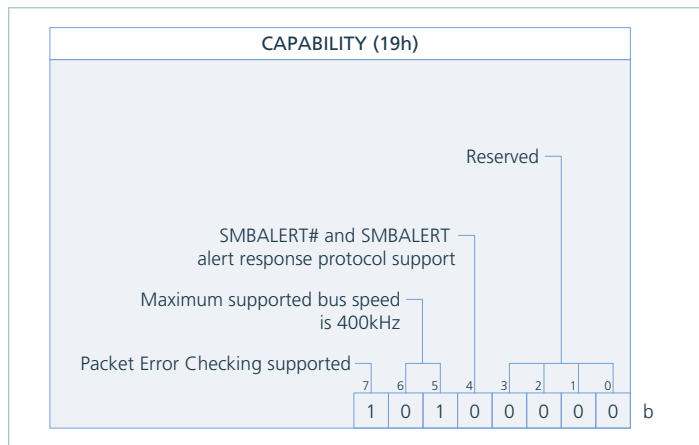 CAPABILITY (19h)
Reserved
SMBALERT# and SMBALERT
alert response protocol support
Maximum supported bus speed
is 400kHz
Packet Error Checking supported
7 6 5 4 3 2 1 0
1 0 1 0 0 0 0 0 b